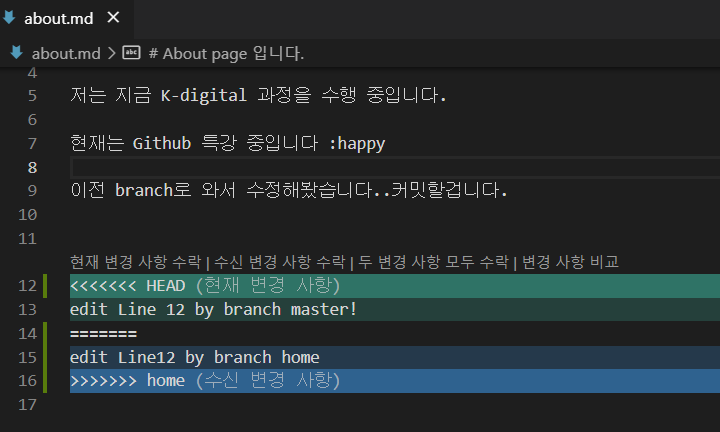 about.md
about.md > # About page 입니다.
4
5 저는 지금 K-digital 과정을 수행 중입니다.
6
7 현재는 Github 특강 중입니다 :happy
8
9 이전 branch로 와서 수정해봤습니다..커밋할겁니다.
10
11
현재 변경 사항 수락 | 수신 변경 사항 수락 | 두 변경 사항 모두 수락 | 변경 사항 비교
12 <<<<<<< HEAD (현재 변경 사항)
13 edit Line 12 by branch master!
14 =======
15 edit Line12 by branch home
16 >>>>>>> home (수신 변경 사항)
17